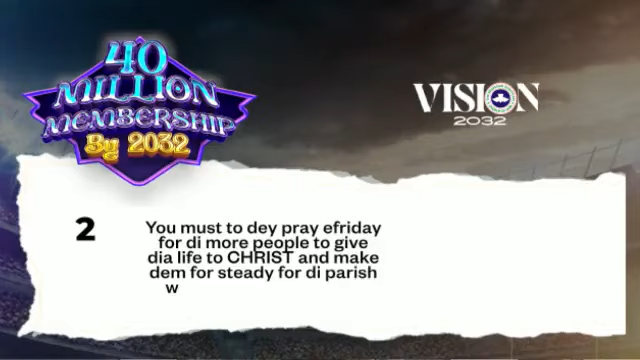 40
MILLION
MEMBERSHIP
By 2032
VISION
2032
2
You must to dey pray efriday
for di more people to give
dia life to CHRIST and make
dem for steady for di parish
w